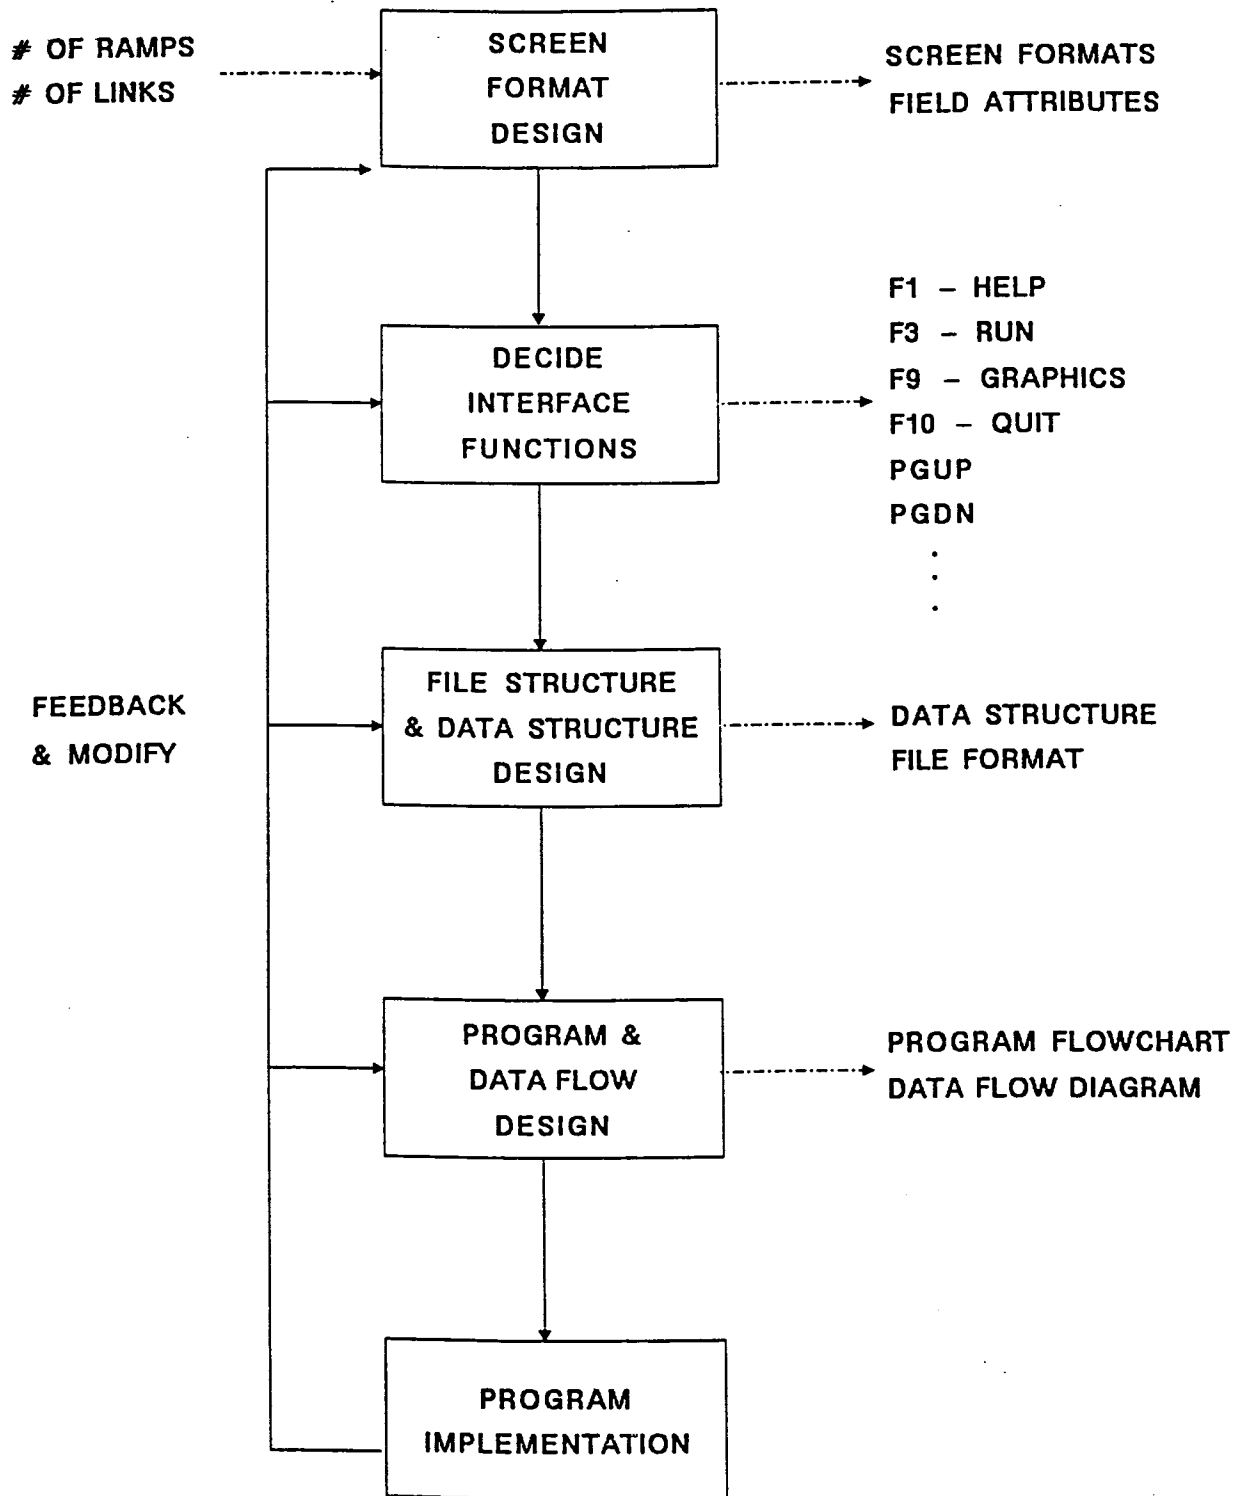 # OF RAMPS
# OF LINKS
SCREEN
FORMAT
DESIGN
SCREEN FORMATS
FIELD ATTRIBUTES
DECIDE
INTERFACE
FUNCTIONS
F1 – HELP
F3 – RUN
F9 – GRAPHICS
F10 – QUIT
PGUP
PGDN
.
.
.
FEEDBACK
& MODIFY
FILE STRUCTURE
& DATA STRUCTURE
DESIGN
DATA STRUCTURE
FILE FORMAT
PROGRAM &
DATA FLOW
DESIGN
PROGRAM FLOWCHART
DATA FLOW DIAGRAM
PROGRAM
IMPLEMENTATION